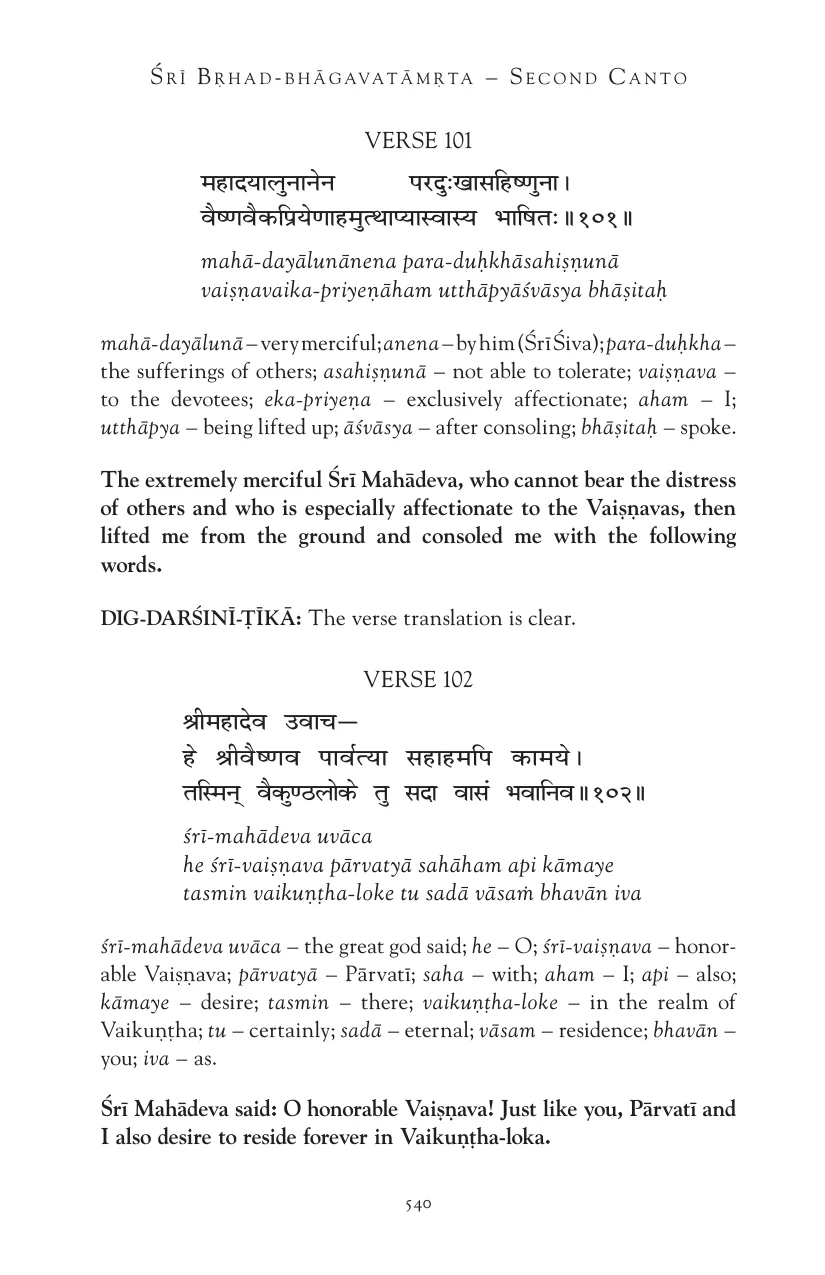 ŚRĪ BṚHAD-BHĀGAVATĀMṚTA – SECOND CANTO
VERSE 101
महादयालुनानेन परदुःखासहिष्णुना।
वैष्णवैकप्रियेणाहमुत्थाप्यास्वास्य भाषितः॥१०१॥
mahā-dayālunānena para-duḥkhāsahiṣṇunā
vaiṣṇavaika-priyeṇāham utthāpyāśvāsya bhāṣitaḥ
mahā-dayālunā – very merciful; anena – by him (Śrī Śiva); para-duḥkha –
the sufferings of others; asahiṣṇunā – not able to tolerate; vaiṣṇava –
to the devotees; eka-priyeṇa – exclusively affectionate; aham – I;
utthāpya – being lifted up; āśvāsya – after consoling; bhāṣitaḥ – spoke.
The extremely merciful Śrī Mahādeva, who cannot bear the distress
of others and who is especially affectionate to the Vaiṣṇavas, then
lifted me from the ground and consoled me with the following
words.
DIG-DARŚINĪ-ṬĪKĀ: The verse translation is clear.
VERSE 102
श्रीमहादेव उवाच—
हे श्रीवैष्णव पार्वत्या सहाहमपि कामये।
तस्मिन् वैकुण्ठलोके तु सदा वासं भवानिव॥१०२॥
śrī-mahādeva uvāca
he śrī-vaiṣṇava pārvatyā sahāham api kāmaye
tasmin vaikuṇṭha-loke tu sadā vāsaṁ bhavān iva
śrī-mahādeva uvāca – the great god said; he – O; śrī-vaiṣṇava – honor-
able Vaiṣṇava; pārvatyā – Pārvatī; saha – with; aham – I; api – also;
kāmaye – desire; tasmin – there; vaikuṇṭha-loke – in the realm of
Vaikuṇṭha; tu – certainly; sadā – eternal; vāsam – residence; bhavān –
you; iva – as.
Śrī Mahādeva said: O honorable Vaiṣṇava! Just like you, Pārvatī and
I also desire to reside forever in Vaikuṇṭha-loka.
540